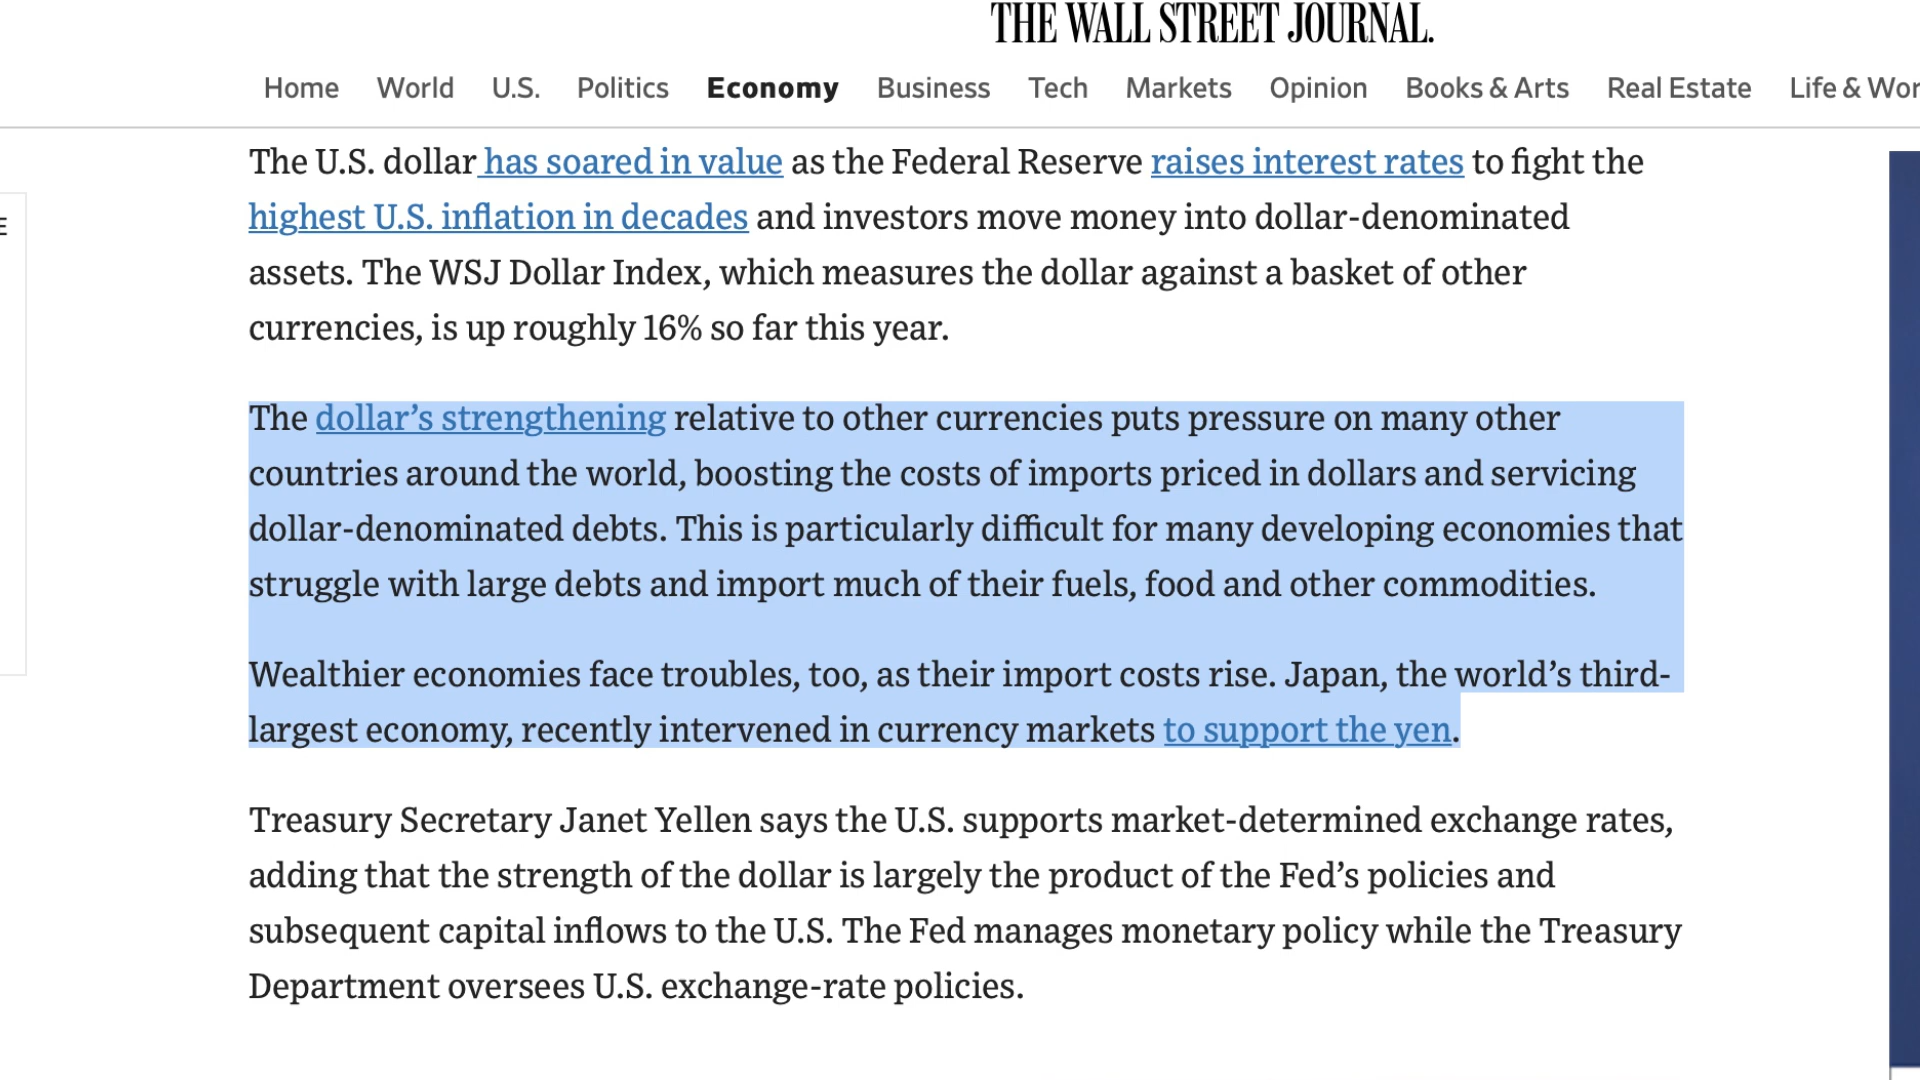 THE WALL STREET JOURNAL.
Home World U.S. Politics Economy Business Tech Markets Opinion Books & Arts Real Estate Life & Wor
E
The U.S. dollar has soared in value as the Federal Reserve raises interest rates to fight the
highest U.S. inflation in decades and investors move money into dollar-denominated
assets. The WSJ Dollar Index, which measures the dollar against a basket of other
currencies, is up roughly 16% so far this year.
The dollar’s strengthening relative to other currencies puts pressure on many other
countries around the world, boosting the costs of imports priced in dollars and servicing
dollar-denominated debts. This is particularly difficult for many developing economies that
struggle with large debts and import much of their fuels, food and other commodities.
Wealthier economies face troubles, too, as their import costs rise. Japan, the world’s third-
largest economy, recently intervened in currency markets to support the yen.
Treasury Secretary Janet Yellen says the U.S. supports market-determined exchange rates,
adding that the strength of the dollar is largely the product of the Fed’s policies and
subsequent capital inflows to the U.S. The Fed manages monetary policy while the Treasury
Department oversees U.S. exchange-rate policies.